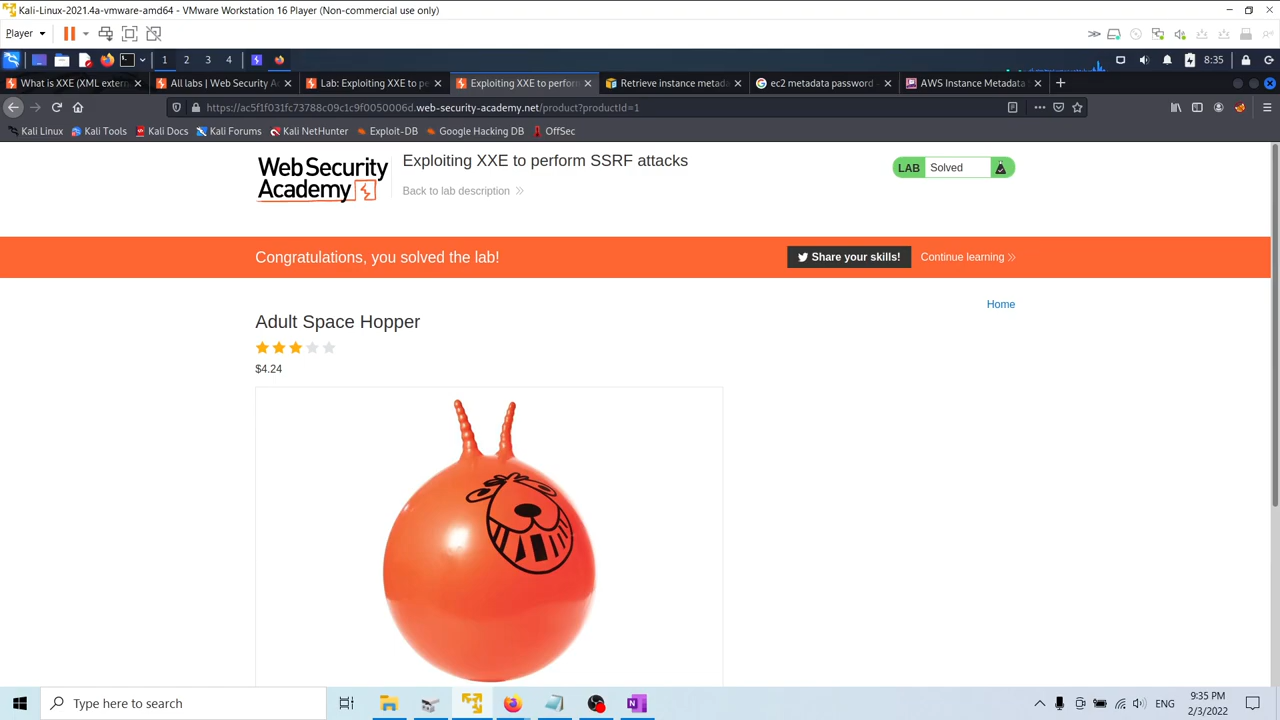 Kali-Linux-2021.4a-vmware-amd64 - VMware Workstation 16 Player (Non-commercial use only)
Player
1 2 3 4 8:35
What is XXE (XML extern
All labs | Web Security A
Lab: Exploiting XXE to pe
Exploiting XXE to perform
Retrieve instance metad
ec2 metadata password -
AWS Instance Metadata
https://ac5f1f031fc73788c09c1c9f0050006d.web-security-academy.net/product?productId=1
Kali Linux Kali Tools Kali Docs Kali Forums Kali NetHunter Exploit-DB Google Hacking DB OffSec
Web Security
Academy
Exploiting XXE to perform SSRF attacks
Back to lab description
LAB Solved
Congratulations, you solved the lab!
Share your skills! Continue learning
Home
Adult Space Hopper
$4.24
Type here to search
ENG
9:35 PM
2/3/2022